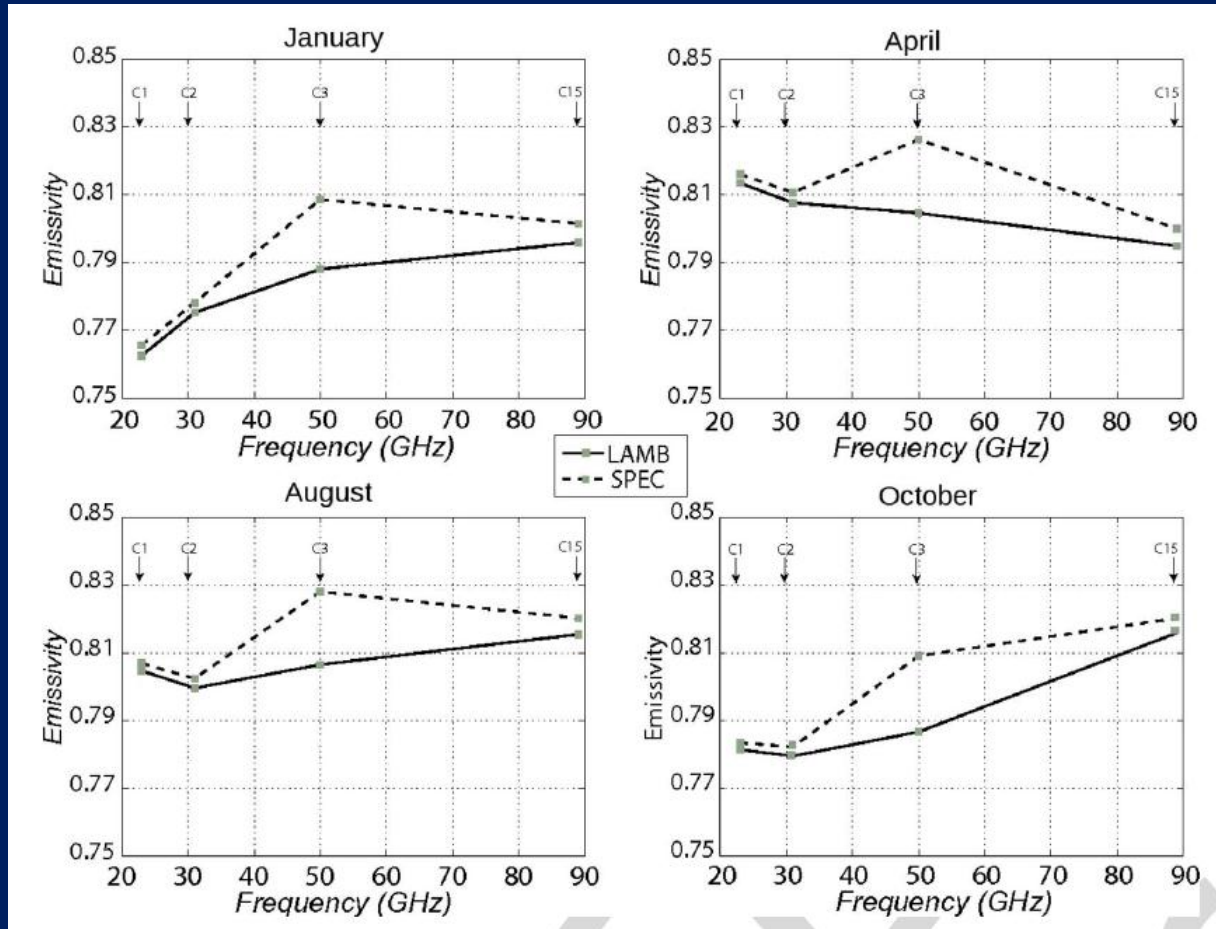 January
0.85
0.83
0.81
0.79
0.77
0.75
Emissivity
C1 C2 C3 C15
20 30 40 50 60 70 80 90
Frequency (GHz)
April
0.85
0.83
0.81
0.79
0.77
0.75
Emissivity
C1 C2 C3 C15
20 30 40 50 60 70 80 90
Frequency (GHz)
LAMB
SPEC
August
0.85
0.83
0.81
0.79
0.77
0.75
Emissivity
C1 C2 C3 C15
20 30 40 50 60 70 80 90
Frequency (GHz)
October
0.85
0.83
0.81
0.79
0.77
0.75
Emissivity
C1 C2 C3 C15
20 30 40 50 60 70 80 90
Frequency (GHz)